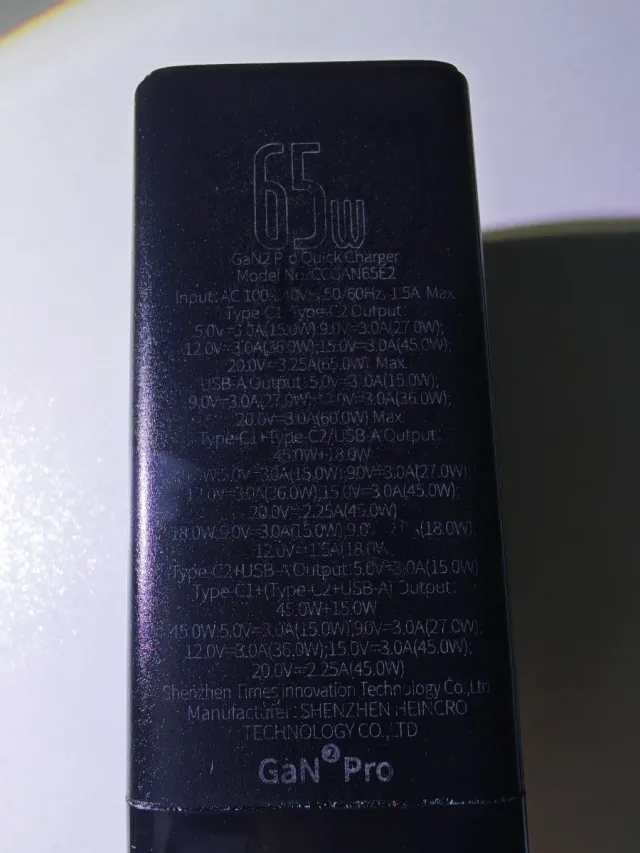 65W
GaN2 Pro Quick Charger
Model No.: CCGAN65E2
Input: AC 100-240V~, 50/60Hz, 1.5A Max.
Type-C1 Type-C2 Output:
5.0V=3.0A(15.0W);9.0V=3.0A(27.0W);
12.0V=3.0A(36.0W);15.0V=3.0A(45.0W);
20.0V=3.25A(65.0W) Max.
USB-A Output :5.0V=3.0A(15.0W);
9.0V=3.0A(27.0W);12.0V=3.0A(36.0W);
20.0V=3.0A(60.0W) Max.
Type-C1+Type-C2/USB-A Output:
45.0W+18.0W
5.0V=3.0A(15.0W);9.0V=3.0A(27.0W);
12.0V=3.0A(36.0W);15.0V=3.0A(45.0W);
20.0V=2.25A(45.0W)
18.0W:5.0V=3.0A(15.0W);9.0 (18.0W)
12.0V=1.5A(18.0W)
Type-C2+USB-A Output:5.0V=3.0A(15.0W)
Type-C1+(Type-C2+USB-A) Output:
45.0W+15.0W
45.0W:5.0V=3.0A(15.0W);9.0V=3.0A(27.0W);
12.0V=3.0A(36.0W);15.0V=3.0A(45.0W);
20.0V=2.25A(45.0W)
Shenzhen Times Innovation Technology Co.,Ltd
Manufacturer: SHENZHEN HEINCRO
TECHNOLOGY CO., LTD
GaN② Pro